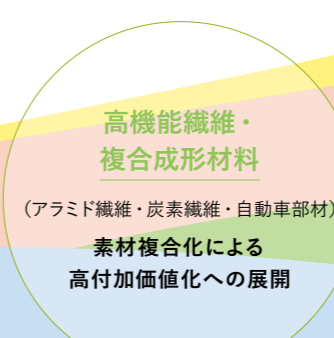 高機能繊維・
複合成形材料
（アラミド繊維・炭素繊維・自動車部材）
素材複合化による
高付加価値化への展開